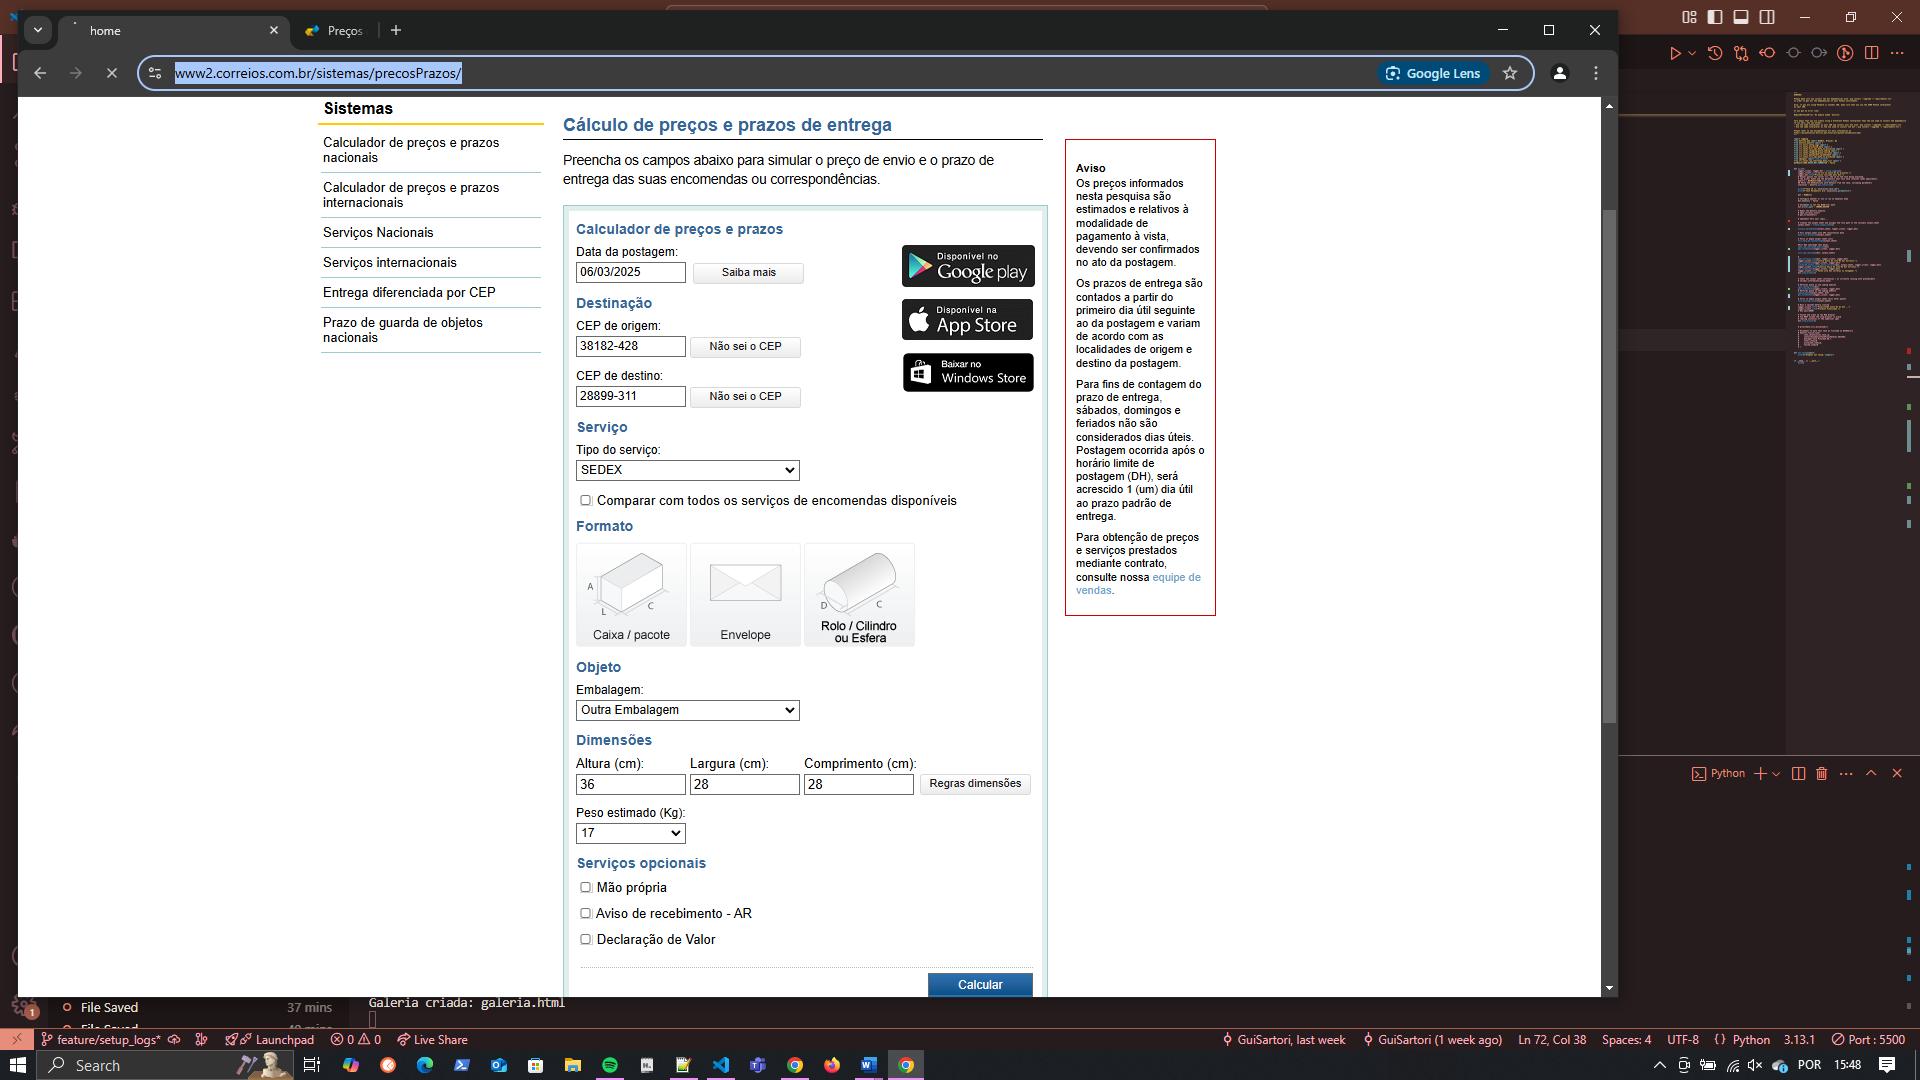 home
Preços
www2.correios.com.br/sistemas/precosPrazos/
Google Lens
Sistemas
Calculador de preços e prazos
nacionais
Calculador de preços e prazos
internacionais
Serviços Nacionais
Serviços internacionais
Entrega diferenciada por CEP
Prazo de guarda de objetos
nacionais
Cálculo de preços e prazos de entrega
Preencha os campos abaixo para simular o preço de envio e o prazo de
entrega das suas encomendas ou correspondências.
Calculador de preços e prazos
Data da postagem:
06/03/2025
Saiba mais
Destinação
CEP de origem:
38182-428
Não sei o CEP
CEP de destino:
28899-311
Não sei o CEP
Disponível no
Google play
Disponível na
App Store
Baixar no
Windows Store
Serviço
Tipo do serviço:
SEDEX
Comparar com todos os serviços de encomendas disponíveis
Formato
A
L
C
Caixa / pacote
Envelope
D
C
Rolo / Cilindro
ou Esfera
Objeto
Embalagem:
Outra Embalagem
Dimensões
Altura (cm):
Largura (cm):
Comprimento (cm):
36
28
28
Regras dimensões
Peso estimado (Kg):
17
Serviços opcionais
Mão própria
Aviso de recebimento - AR
Declaração de Valor
Calcular
Aviso
Os preços informados
nesta pesquisa são
estimados e relativos à
modalidade de
pagamento à vista,
devendo ser confirmados
no ato da postagem.
Os prazos de entrega são
contados a partir do
primeiro dia útil seguinte
ao da postagem e variam
de acordo com as
localidades de origem e
destino da postagem.
Para fins de contagem do
prazo de entrega,
sábados, domingos e
feriados não são
considerados dias úteis.
Postagem ocorrida após o
horário limite de
postagem (DH), será
acrescido 1 (um) dia útil
ao prazo padrão de
entrega.
Para obtenção de preços
e serviços prestados
mediante contrato,
consulte nossa equipe de
vendas.
Python
File Saved
37 mins
Galeria criada: galeria.html
1
feature/setup_logs*
Launchpad
0
0
Live Share
GuiSartori, last week
GuiSartori (1 week ago)
Ln 72, Col 38
Spaces: 4
UTF-8
Python
3.13.1
Port : 5500
Search
POR
15:48